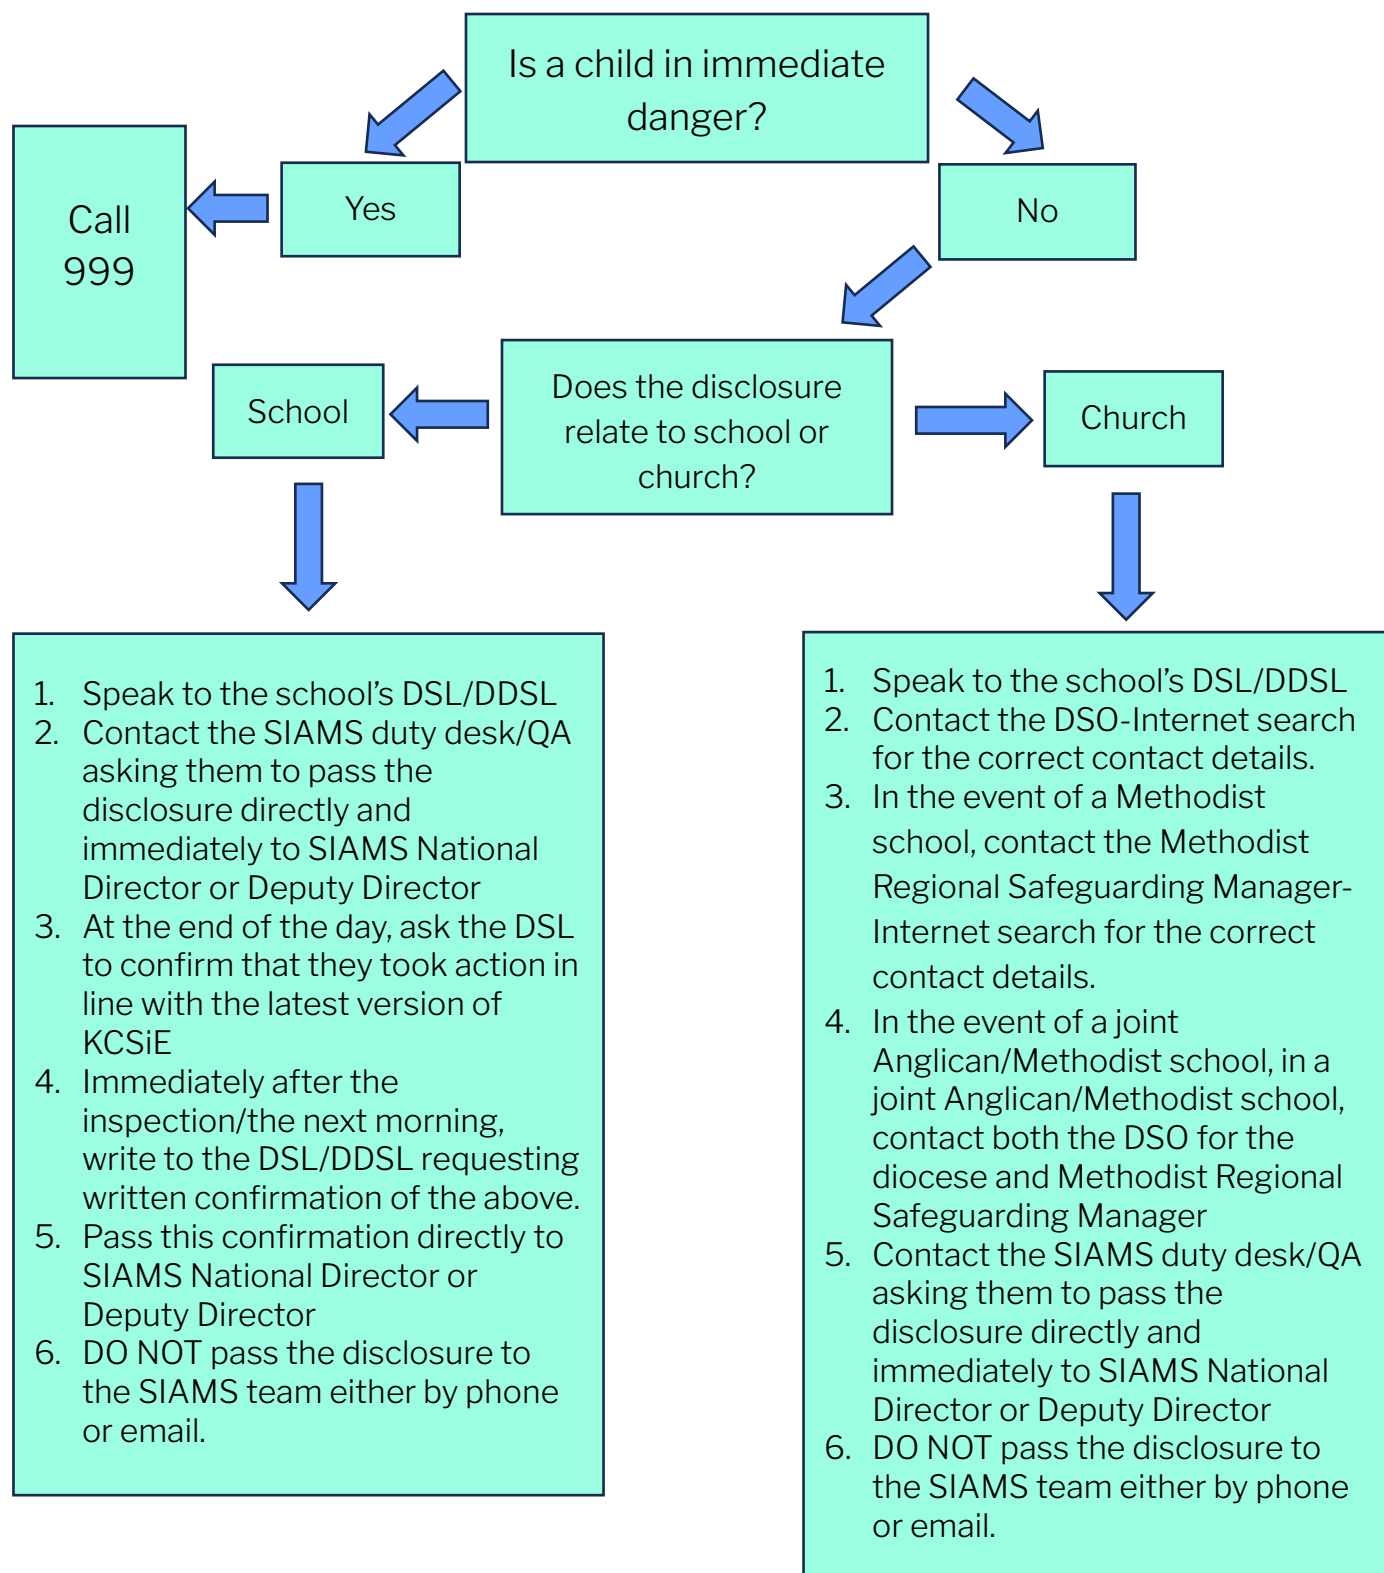 Is a child in immediate
danger?
Call
999
Yes
No
School
Does the disclosure
relate to school or
church?
Church
1. Speak to the school's DSL/DDSL
2. Contact the SIAMS duty desk/QA
asking them to pass the
disclosure directly and
immediately to SIAMS National
Director or Deputy Director
3. At the end of the day, ask the DSL
to confirm that they took action in
line with the latest version of
KCSiE
4. Immediately after the
inspection/the next morning,
write to the DSL/DDSL requesting
written confirmation of the above.
5. Pass this confirmation directly to
SIAMS National Director or
Deputy Director
6. DO NOT pass the disclosure to
the SIAMS team either by phone
or email.
1. Speak to the school's DSL/DDSL
2. Contact the DSO-Internet search
for the correct contact details.
3. In the event of a Methodist
school, contact the Methodist
Regional Safeguarding Manager-
Internet search for the correct
contact details.
4. In the event of a joint
Anglican/Methodist school, in a
joint Anglican/Methodist school,
contact both the DSO for the
diocese and Methodist Regional
Safeguarding Manager
5. Contact the SIAMS duty desk/QA
asking them to pass the
disclosure directly and
immediately to SIAMS National
Director or Deputy Director
6. DO NOT pass the disclosure to
the SIAMS team either by phone
or email.